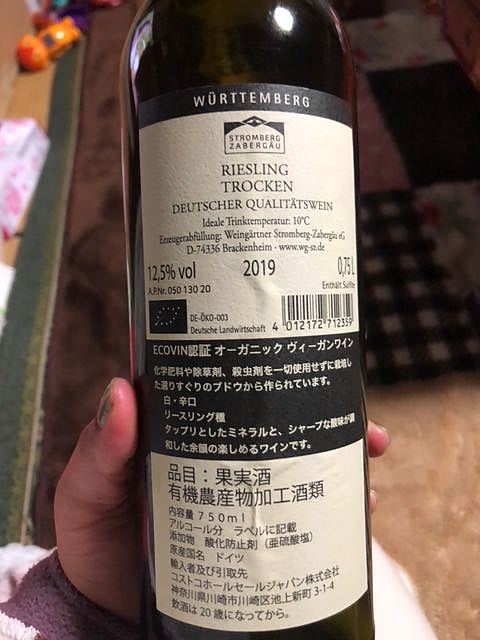 WÜRTTEMBERG
STROMBERG
ZABERGÄU
RIESLING
TROCKEN
DEUTSCHER QUALITÄTSWEIN
Ideale Trinktemperatur: 10°C
Erzeugerabfüllung: Weingärtner Stromberg-Zabergäu eG
D-74336 Brackenheim · www.wg-sz.de
12,5% vol 2019 0,75 L
A.P.Nr. 050 130 20 Enthält Sulfite
DE-ÖKO-003
Deutsche Landwirtschaft
4 012172 712359
ECOVIN認証 オーガニック ヴィーガンワイン
化学肥料や除草剤、殺虫剤を一切使用せずに栽培し
た選りすぐりのブドウから作られています。
白・辛口
リースリング種
タップリとしたミネラルと、シャープな酸味が調
和した余韻の楽しめるワインです。
品目：果実酒
有機農産物加工酒類
内容量 750ml
アルコール分 ラベルに記載
添加物 酸化防止剤（亜硫酸塩）
原産国名 ドイツ
輸入者及び引取先
コストコホールセールジャパン株式会社
神奈川県川崎市川崎区池上新町 3-1-4
飲酒は20歳になってから。